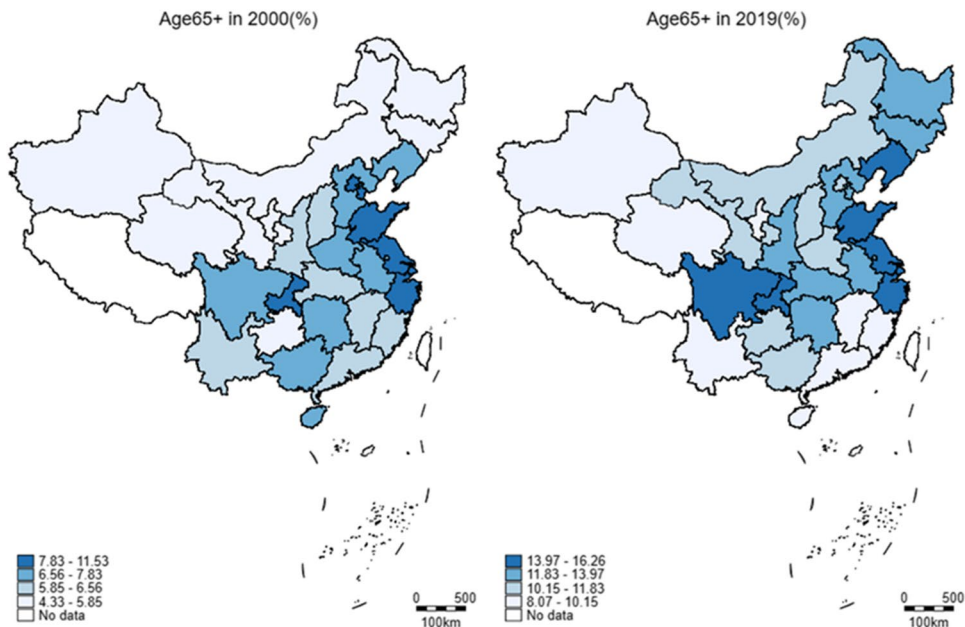 Age65+ in 2000(%)
Age65+ in 2019(%)
7.83 - 11.53
6.56 - 7.83
5.85 - 6.56
4.33 - 5.85
No data
0 500
100km
13.97 - 16.26
11.83 - 13.97
10.15 - 11.83
8.07 - 10.15
No data
0 500
100km